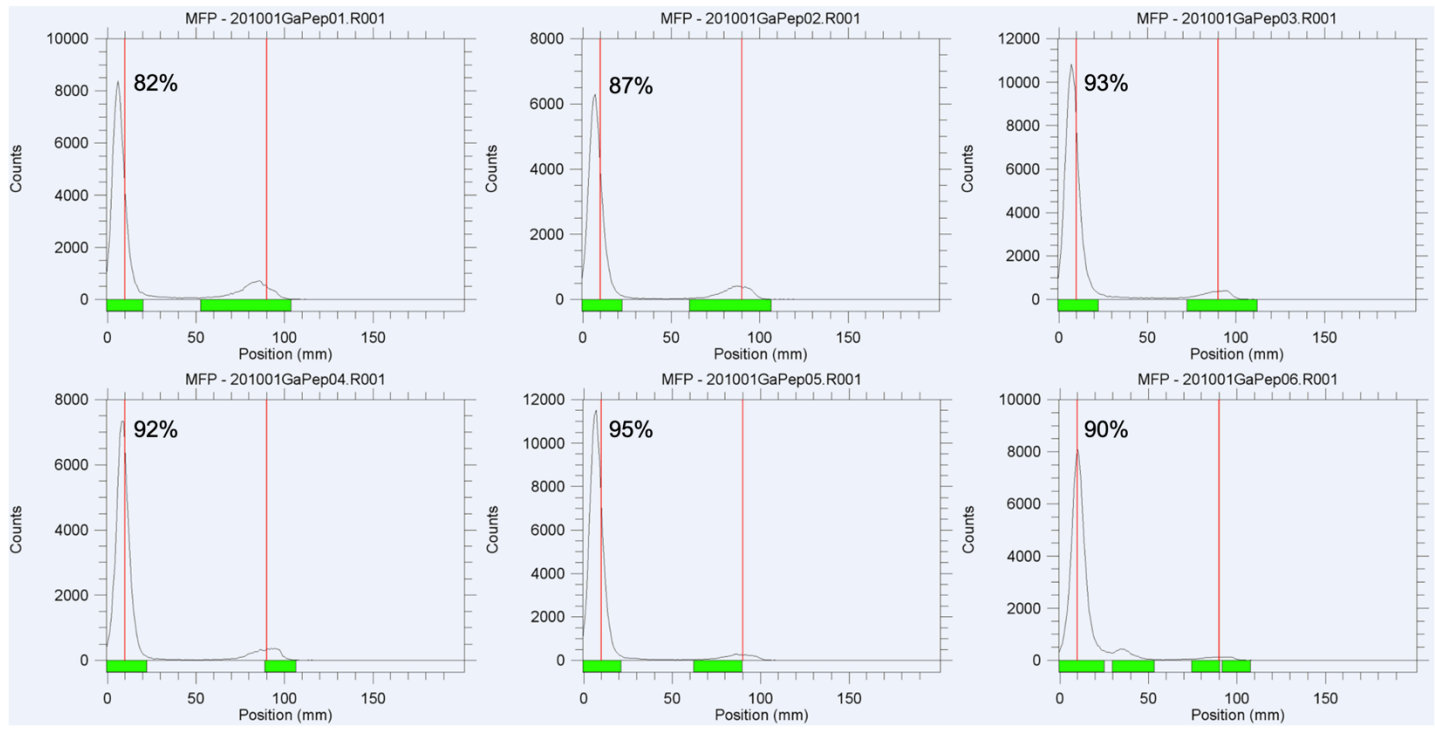 MFP - 201001GaPep01.R001
10000
8000
6000
4000
2000
0
82%
Counts
0 50 100 150
Position (mm)
MFP - 201001GaPep02.R001
8000
6000
4000
2000
0
87%
Counts
0 50 100 150
Position (mm)
MFP - 201001GaPep03.R001
12000
10000
8000
6000
4000
2000
0
93%
Counts
0 50 100 150
Position (mm)
MFP - 201001GaPep04.R001
8000
6000
4000
2000
0
92%
Counts
0 50 100 150
Position (mm)
MFP - 201001GaPep05.R001
12000
10000
8000
6000
4000
2000
0
95%
Counts
0 50 100 150
Position (mm)
MFP - 201001GaPep06.R001
10000
8000
6000
4000
2000
0
90%
Counts
0 50 100 150
Position (mm)